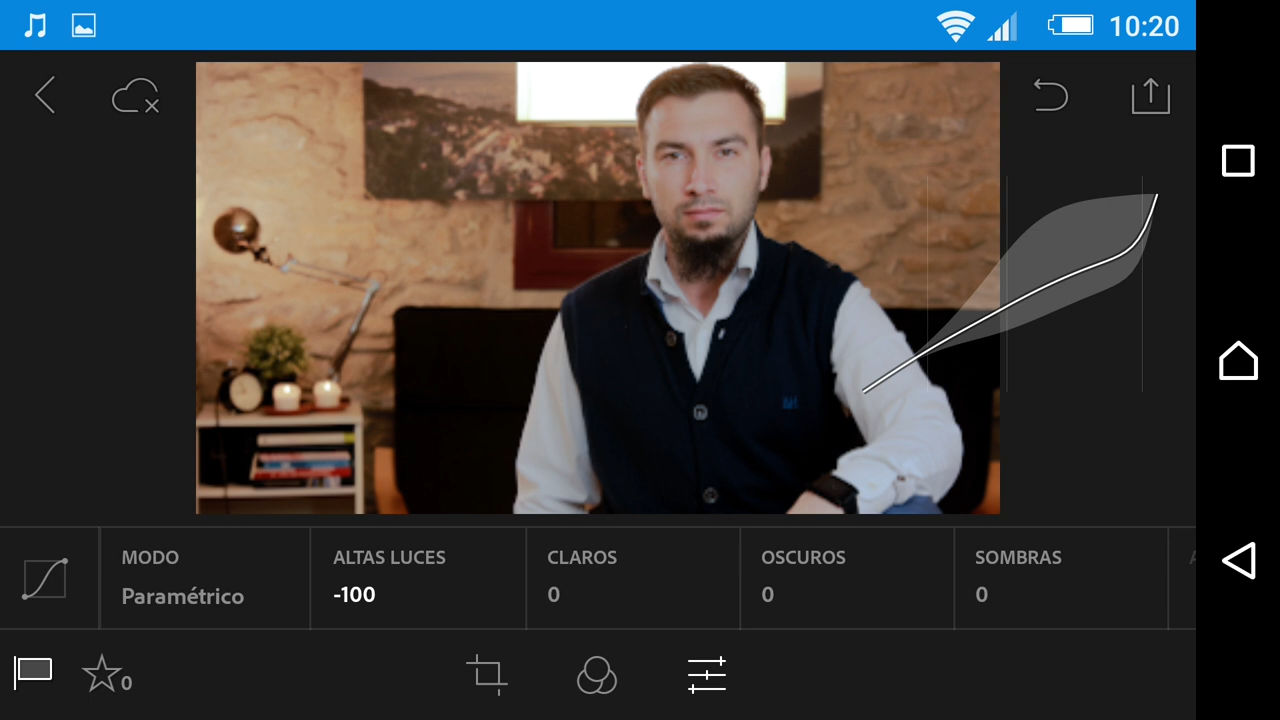 10:20
MODO
Paramétrico
ALTAS LUCES
-100
CLAROS
0
OSCUROS
0
SOMBRAS
0
0